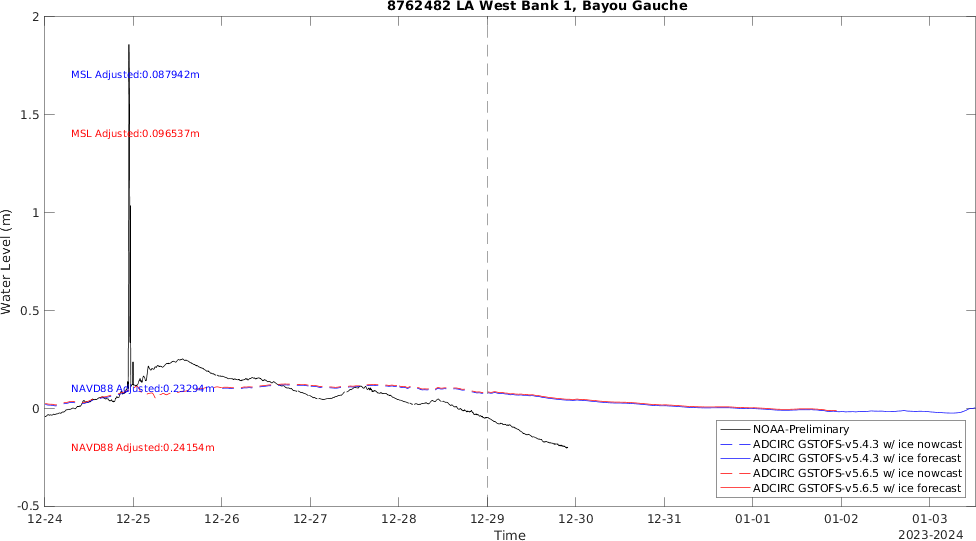 8762482 LA West Bank 1, Bayou Gauche
2
1.5
1
0.5
0
-0.5
Water Level (m)
MSL Adjusted:0.087942m
MSL Adjusted:0.096537m
NAVD88 Adjusted:0.23294m
NAVD88 Adjusted:0.24154m
NOAA-Preliminary
ADCIRC GSTOFS-v5.4.3 w/ ice nowcast
ADCIRC GSTOFS-v5.4.3 w/ ice forecast
ADCIRC GSTOFS-v5.6.5 w/ ice nowcast
ADCIRC GSTOFS-v5.6.5 w/ ice forecast
12-24 12-25 12-26 12-27 12-28 12-29 12-30 12-31 01-01 01-02 01-03
Time
2023-2024